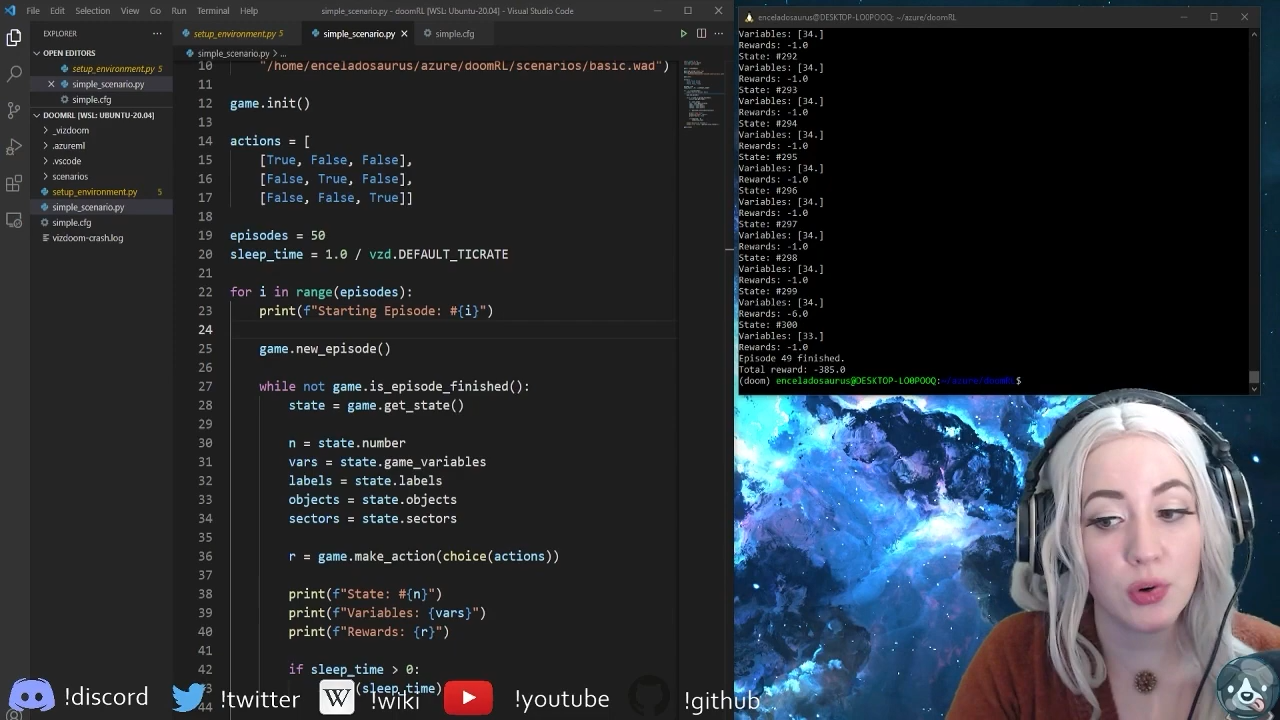 File Edit Selection View Go Run Terminal Help simple_scenario.py - doomRL [WSL: Ubuntu-20.04] - Visual Studio Code
EXPLORER
OPEN EDITORS
setup_environment.py 5
simple_scenario.py
simple.cfg
DOOMRL [WSL: UBUNTU-20.04]
_vizdoom
.azureml
.vscode
scenarios
setup_environment.py 5
simple_scenario.py
simple.cfg
vizdoom-crash.log
setup_environment.py 5 simple_scenario.py simple.cfg
simple_scenario.py > ...
10 "/home/enceladosaurus/azure/doomRL/scenarios/basic.wad")
11
12 game.init()
13
14 actions = [
15 [True, False, False],
16 [False, True, False],
17 [False, False, True]]
18
19 episodes = 50
20 sleep_time = 1.0 / vzd.DEFAULT_TICRATE
21
22 for i in range(episodes):
23 print(f"Starting Episode: #{i}")
24
25 game.new_episode()
26
27 while not game.is_episode_finished():
28 state = game.get_state()
30 n = state.number
31 vars = state.game_variables
32 labels = state.labels
33 objects = state.objects
34 sectors = state.sectors
35
36 r = game.make_action(choice(actions))
37
38 print(f"State: #{n}")
39 print(f"Variables: {vars}")
40 print(f"Rewards: {r}")
42 if sleep_time > 0:
(sleep_time)
44
enceladosaurus@DESKTOP-LO0POOQ: ~/azure/doomRL
Variables: [34.]
Rewards: -1.0
State: #292
Variables: [34.]
Rewards: -1.0
State: #293
Variables: [34.]
Rewards: -1.0
State: #294
Variables: [34.]
Rewards: -1.0
State: #295
Variables: [34.]
Rewards: -1.0
State: #296
Variables: [34.]
Rewards: -1.0
State: #297
Variables: [34.]
Rewards: -1.0
State: #298
Variables: [34.]
Rewards: -1.0
State: #299
Variables: [34.]
Rewards: -6.0
State: #300
Variables: [33.]
Rewards: -1.0
Episode 49 finished.
Total reward: -385.0
(doom) enceladosaurus@DESKTOP-LO0POOQ:~/azure/doomRL$
!discord !twitter !wiki !youtube !github